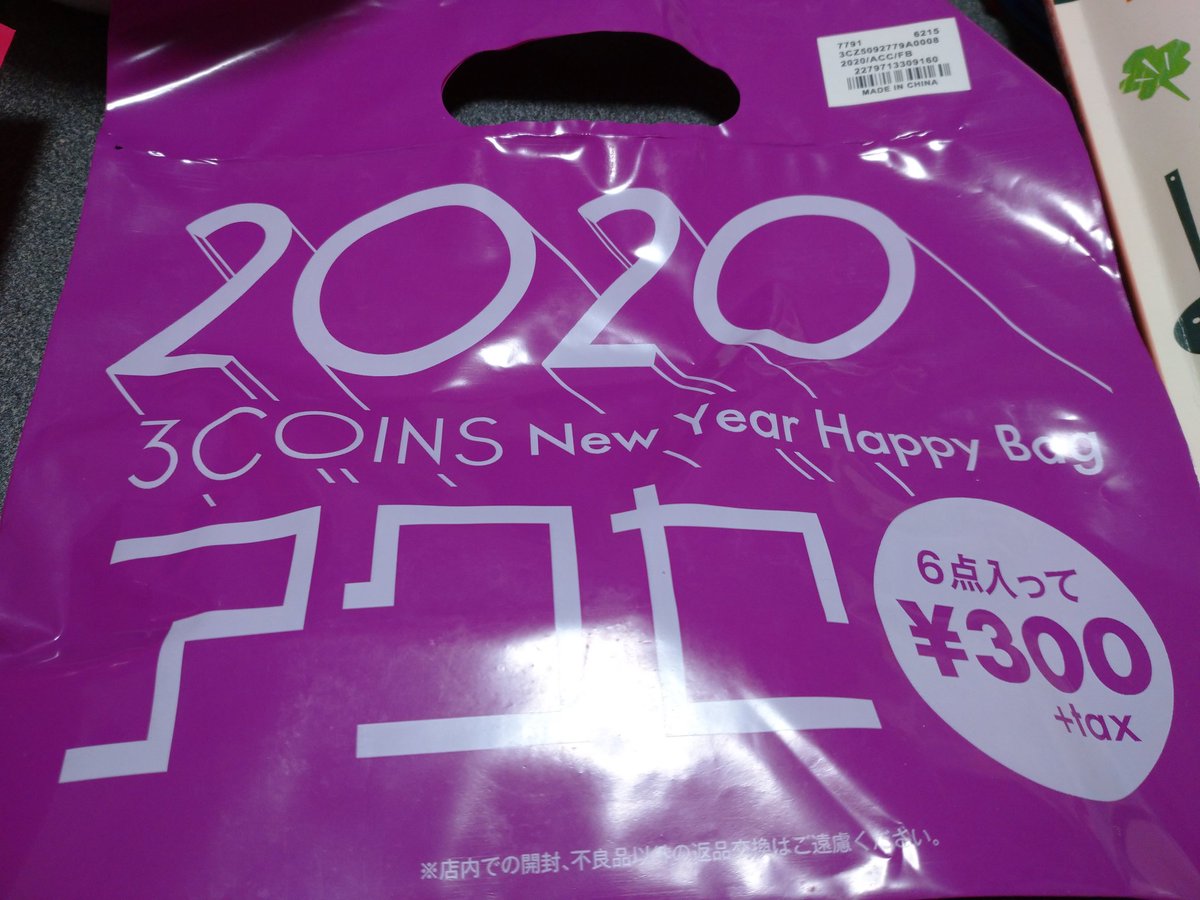 7791 6215
3CZ5092779A0008
2020/ACC/FB
2279713309160
MADE IN CHINA
2020
3COINS New Year Happy Bag
アクセ
6点入って
¥300
+tax
※店内での開封、不良品以外の返品交換はご遠慮ください。